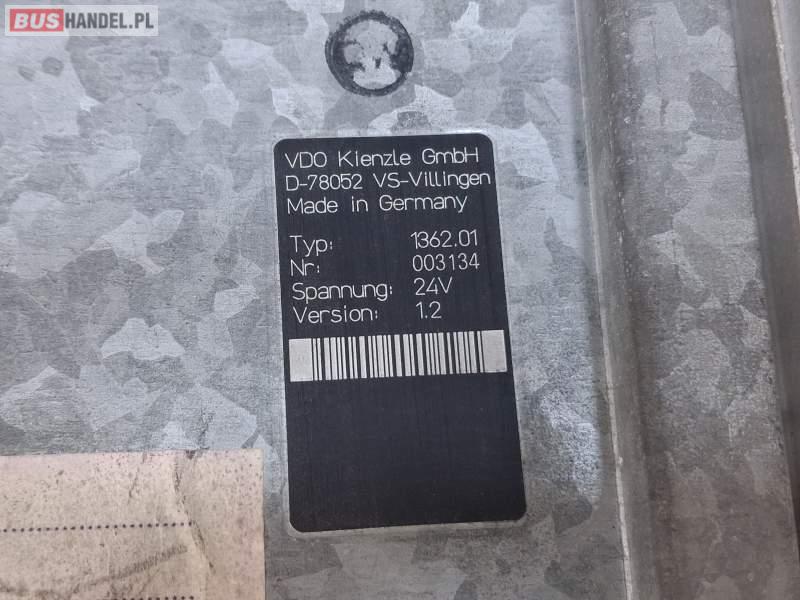 BUSHANDEL.PL
VDO Kienzle GmbH
D-78052 VS-Villingen
Made in Germany
Typ: 1362.01
Nr: 003134
Spannung: 24V
Version: 1.2